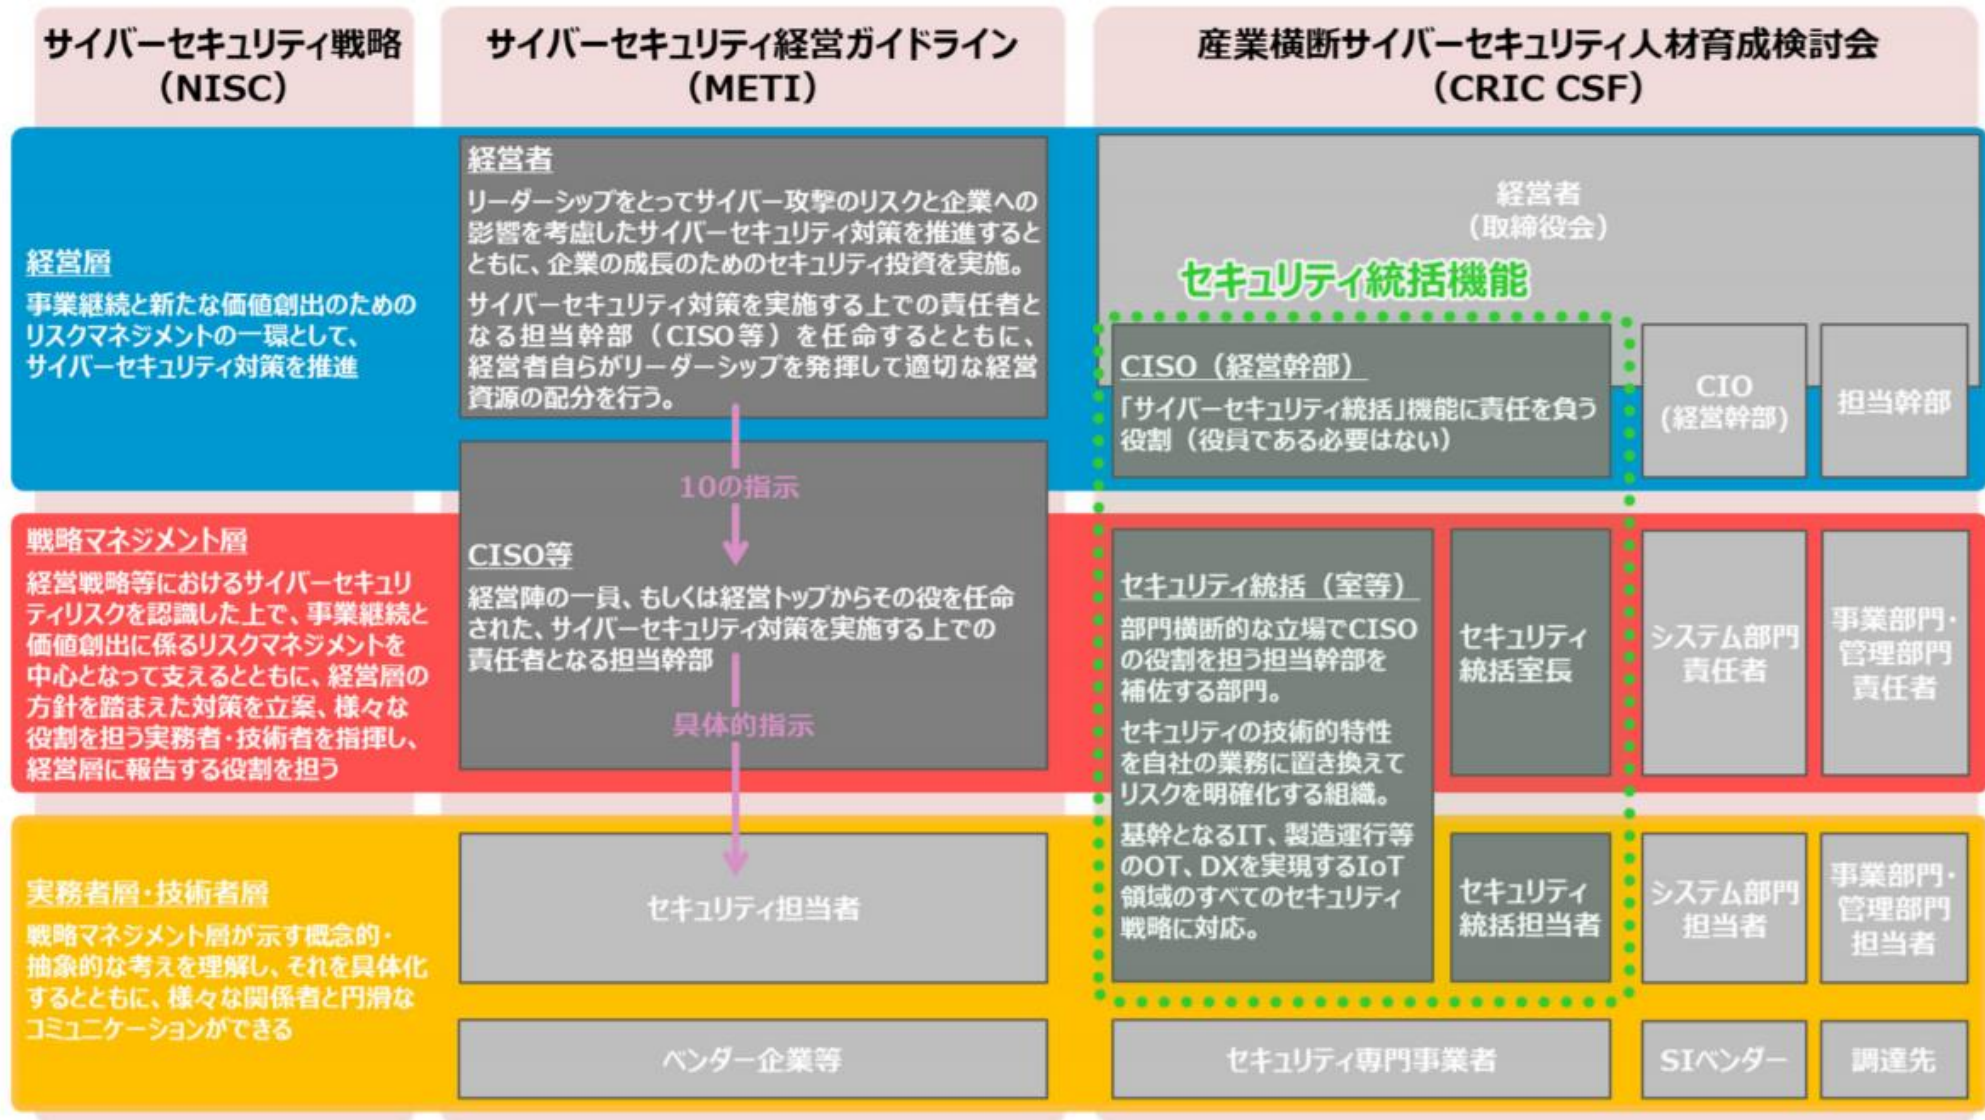 サイバーセキュリティ戦略
（NISC）
サイバーセキュリティ経営ガイドライン
（METI）
産業横断サイバーセキュリティ人材育成検討会
（CRIC CSF）
経営層
事業継続と新たな価値創出のための
リスクマネジメントの一環として、
サイバーセキュリティ対策を推進
経営者
リーダーシップをとってサイバー攻撃のリスクと企業への
影響を考慮したサイバーセキュリティ対策を推進すると
ともに、企業の成長のためのセキュリティ投資を実施。
サイバーセキュリティ対策を実施する上での責任者と
なる担当幹部（CISO等）を任命するとともに、
経営者自らがリーダーシップを発揮して適切な経営
資源の配分を行う。
10の指示
経営者
（取締役会）
セキュリティ統括機能
CISO（経営幹部）
「サイバーセキュリティ統括」機能に責任を負う
役割（役員である必要はない）
CIO
（経営幹部）
担当幹部
戦略マネジメント層
経営戦略等におけるサイバーセキュリ
ティリスクを認識した上で、事業継続と
価値創出に係るリスクマネジメントを
中心となって支えるとともに、経営層の
方針を踏まえた対策を立案、様々な
役割を担う実務者・技術者を指揮し、
経営層に報告する役割を担う
CISO等
経営陣の一員、もしくは経営トップからその役を任命
された、サイバーセキュリティ対策を実施する上での
責任者となる担当幹部
具体的指示
セキュリティ統括（室等）
部門横断的な立場でCISO
の役割を担う担当幹部を
補佐する部門。
セキュリティの技術的特性
を自社の業務に置き換えて
リスクを明確化する組織。
基幹となるIT、製造運行等
のOT、DXを実現するIoT
領域のすべてのセキュリティ
戦略に対応。
セキュリティ
統括室長
システム部門
責任者
事業部門・
管理部門
責任者
実務者層・技術者層
戦略マネジメント層が示す概念的・
抽象的な考えを理解し、それを具体化
するとともに、様々な関係者と円滑な
コミュニケーションができる
セキュリティ担当者
セキュリティ
統括担当者
システム部門
担当者
事業部門・
管理部門
担当者
ベンダー企業等
セキュリティ専門事業者
SIベンダー
調達先